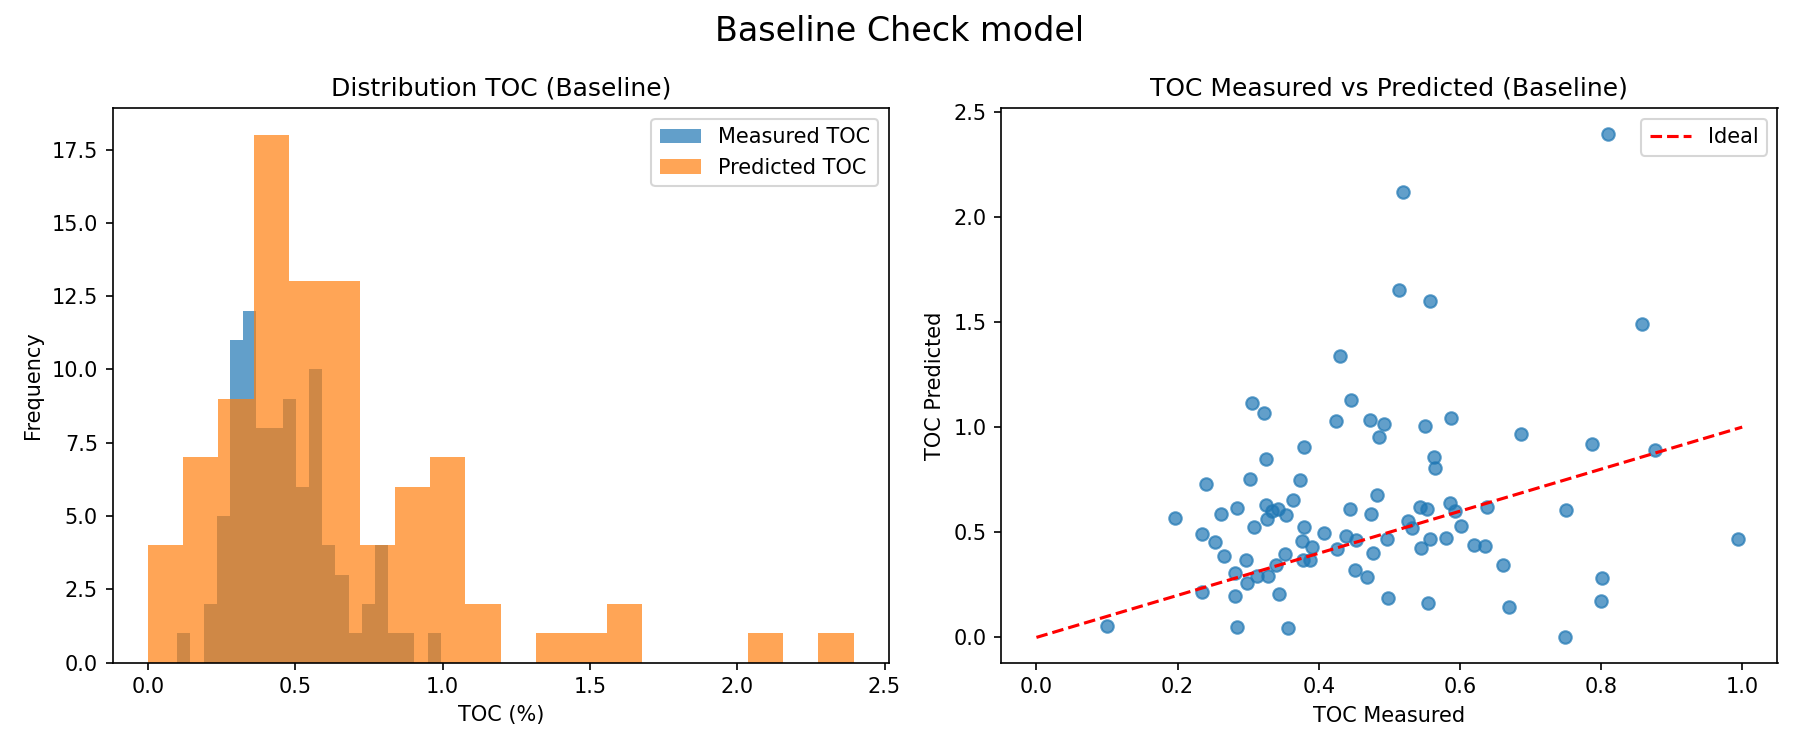 Baseline Check model
Distribution TOC (Baseline)
Measured TOC
Predicted TOC
17.5
15.0
12.5
10.0
7.5
5.0
2.5
0.0
Frequency
0.0 0.5 1.0 1.5 2.0 2.5
TOC (%)
TOC Measured vs Predicted (Baseline)
Ideal
2.5
2.0
1.5
1.0
0.5
0.0
TOC Predicted
0.0 0.2 0.4 0.6 0.8 1.0
TOC Measured